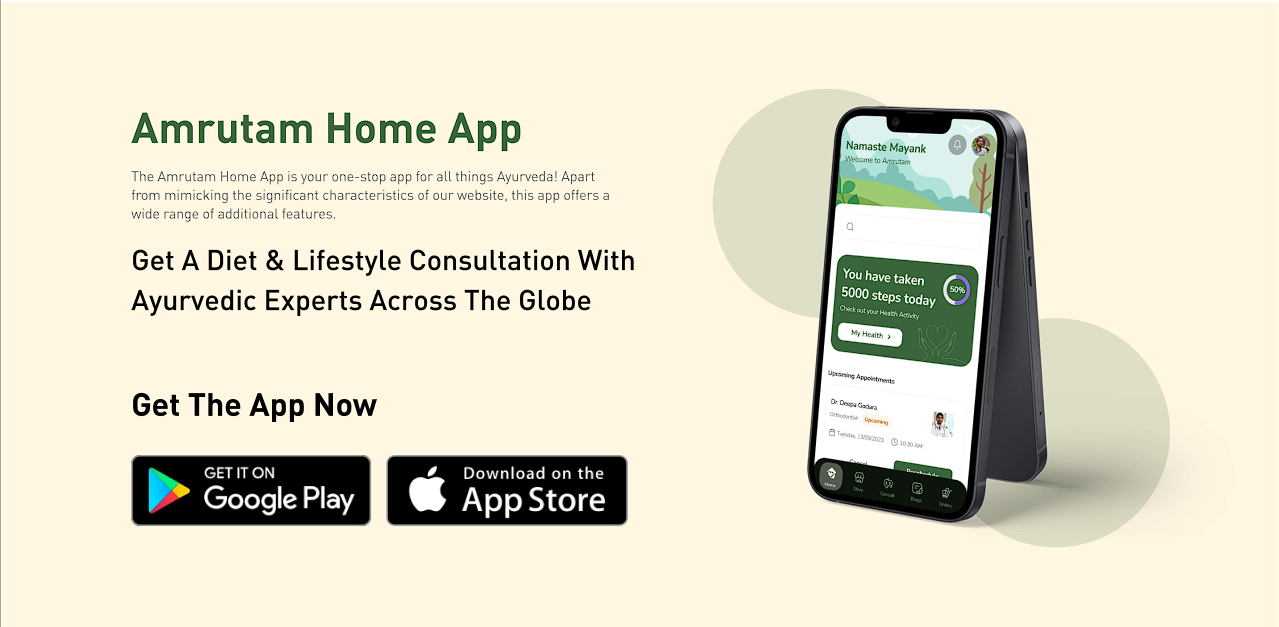 Amrutam Home App
The Amrutam Home App is your one-stop app for all things Ayurveda! Apart
from mimicking the significant characteristics of our website, this app offers a
wide range of additional features.
Get A Diet & Lifestyle Consultation With
Ayurvedic Experts Across The Globe
Get The App Now
GET IT ON
Google Play
Download on the
App Store
Namaste Mayank
Welcome to Amrutam
You have taken
5000 steps today
50%
Check out your Health Activity
My Health >
Upcoming Appointments
Dr. Deepa Godara
Orthodontist Upcoming
Tuesday, 13/09/2023 10:30 AM
Cancel Reschedule
Home Store Consult Blogs Orders